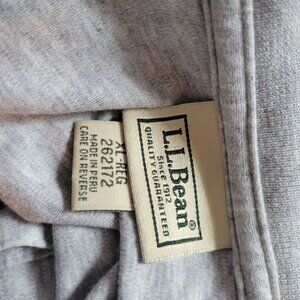 L.L.Bean®
Since 1912
QUALITY GUARANTEED
XL-REG
262172
MADE IN PERU
CARE ON REVERSE